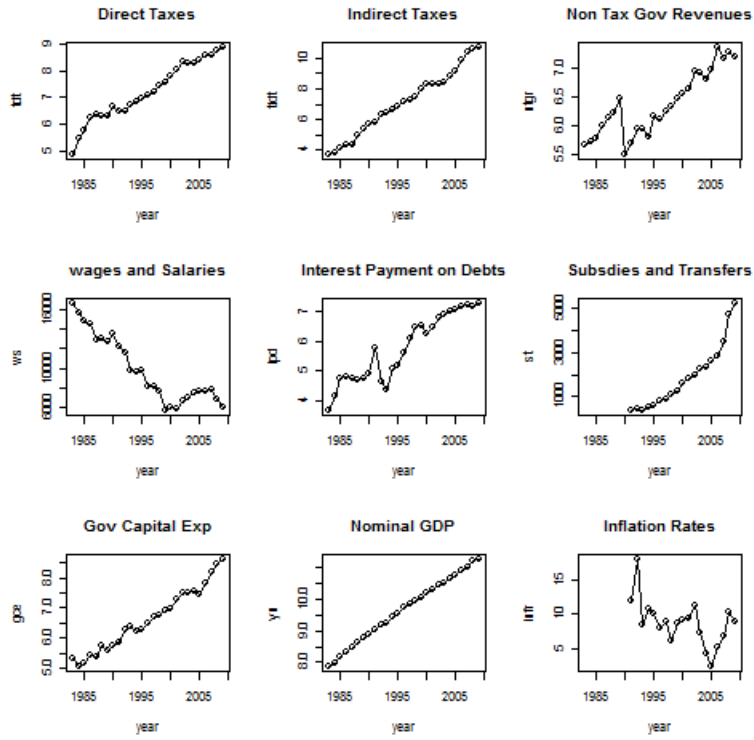 Direct Taxes
Indirect Taxes
Non Tax Gov Revenues
tdt
5 6 7 8 9
1985 1995 2005
year
tidt
4 6 8 10
1985 1995 2005
year
ntgr
5.5 6.0 6.5 7.0
1985 1995 2005
year
wages and Salaries
Interest Payment on Debts
Subsdies and Transfers
ws
6000 10000 16000
1985 1995 2005
year
ipd
4 5 6 7
1985 1995 2005
year
st
1000 3000 5000
1985 1995 2005
year
Gov Capital Exp
Nominal GDP
Inflation Rates
gce
5.0 6.0 7.0 8.0
1985 1995 2005
year
8.0 9.0 10.0
1985 1995 2005
year
infr
5 10 15
1985 1995 2005
year